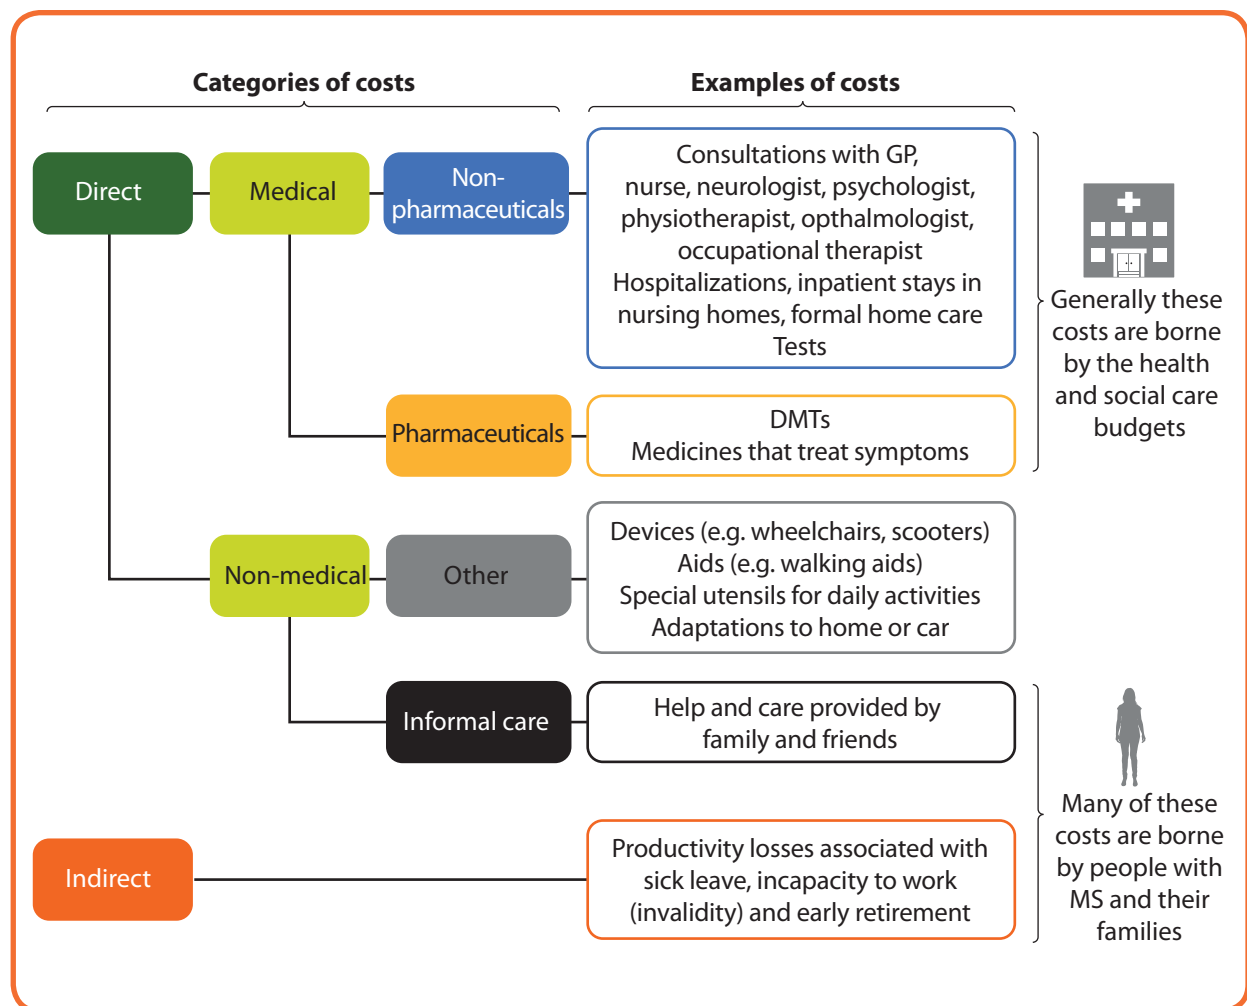 Categories of costs
Examples of costs
Direct
Medical
Non-
pharmaceuticals
Consultations with GP,
nurse, neurologist, psychologist,
physiotherapist, opthalmologist,
occupational therapist
Hospitalizations, inpatient stays in
nursing homes, formal home care
Tests
Generally these
costs are borne
by the health
and social care
budgets
Pharmaceuticals
DMTs
Medicines that treat symptoms
Non-medical
Other
Devices (e.g. wheelchairs, scooters)
Aids (e.g. walking aids)
Special utensils for daily activities
Adaptations to home or car
Informal care
Help and care provided by
family and friends
Indirect
Productivity losses associated with
sick leave, incapacity to work
(invalidity) and early retirement
Many of these
costs are borne
by people with
MS and their
families